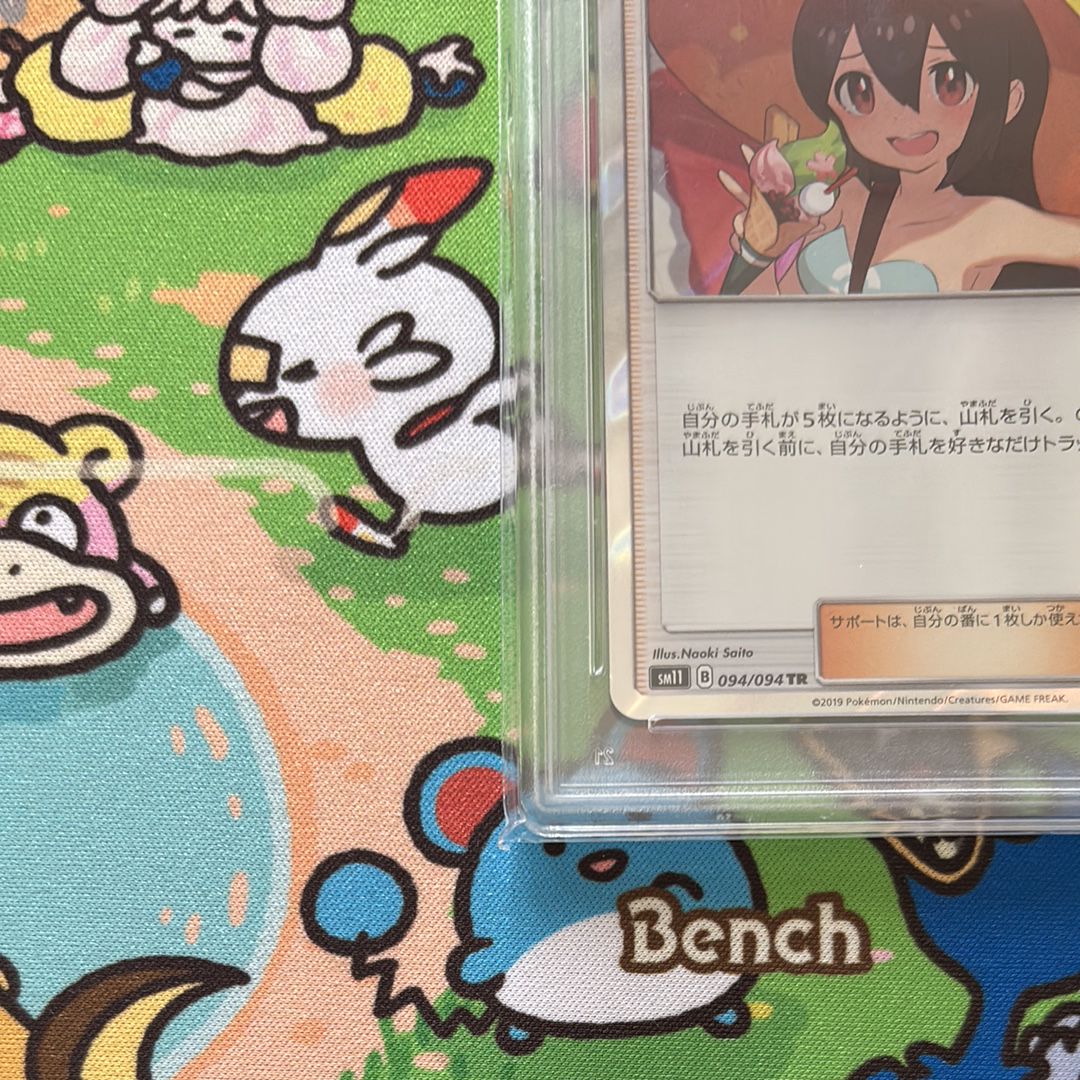 自分の手札が5枚になるように、山札を引く。
山札を引く前に、自分の手札を好きなだけトラッ
サポートは、自分の番に1枚しか使え
Illus.Naoki Saito
SM11 B 094/094 TR
©2019 Pokémon/Nintendo/Creatures/GAME FREAK.
21
Bench